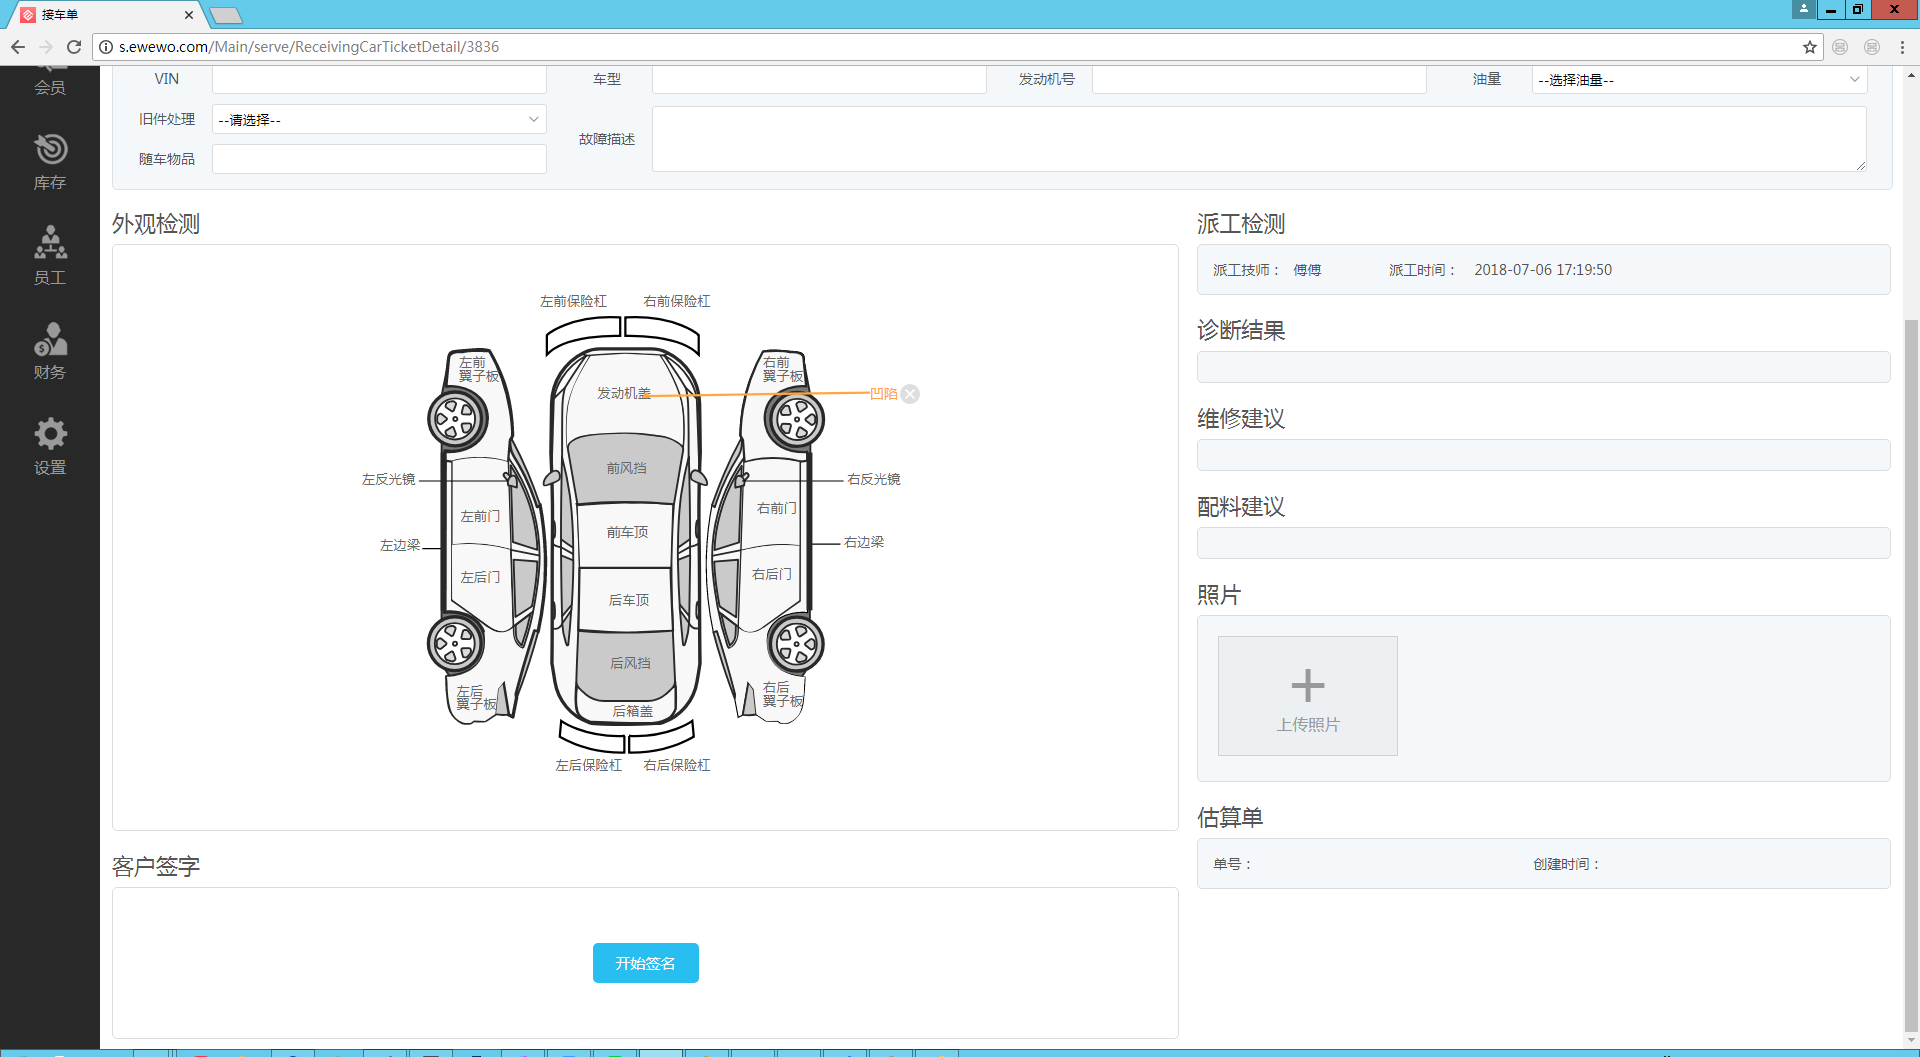 接车单
s.ewewo.com/Main/serve/ReceivingCarTicketDetail/3836
会员
库存
员工
财务
设置
VIN
车型
发动机号
油量
--选择油量--
旧件处理
--请选择--
故障描述
随车物品
外观检测
左前保险杠
右前保险杠
左前
翼子板
右前
翼子板
发动机盖
凹陷
前风挡
左反光镜
右反光镜
左前门
右前门
前车顶
左边梁
右边梁
左后门
右后门
后车顶
后风挡
左后
翼子板
右后
翼子板
后箱盖
左后保险杠
右后保险杠
客户签字
开始签名
派工检测
派工技师： 傅傅
派工时间： 2018-07-06 17:19:50
诊断结果
维修建议
配料建议
照片
上传照片
估算单
单号：
创建时间：